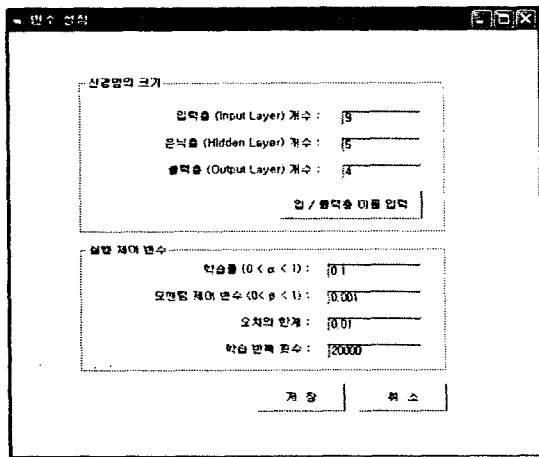 변수 설정
신경망의 크기
입력층 (Input Layer) 개수 : 9
은닉층 (Hidden Layer) 개수 : 5
출력층 (Output Layer) 개수 : 4
입 / 출력층 이름 입력
실행 제어 변수
학습률 (0 < α < 1) : 0.1
모멘텀 제어 변수 (0 < β < 1) : 0.001
오차의 한계 : 0.01
학습 반복 횟수 : 20000
저 장
취 소